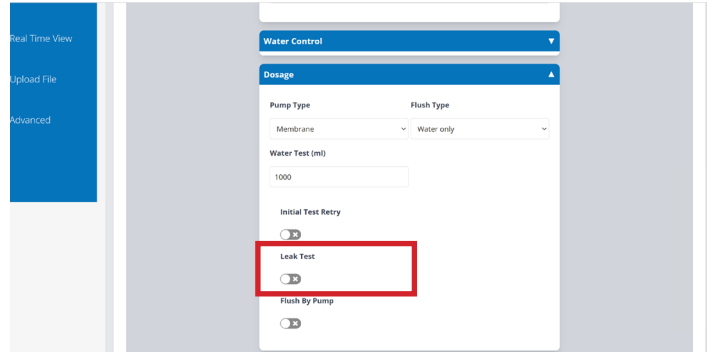 Real Time View
Upload File
Advanced
Water Control
Dosage
Pump Type
Flush Type
Membrane
Water only
Water Test (ml)
1000
Initial Test Retry
Leak Test
Flush By Pump